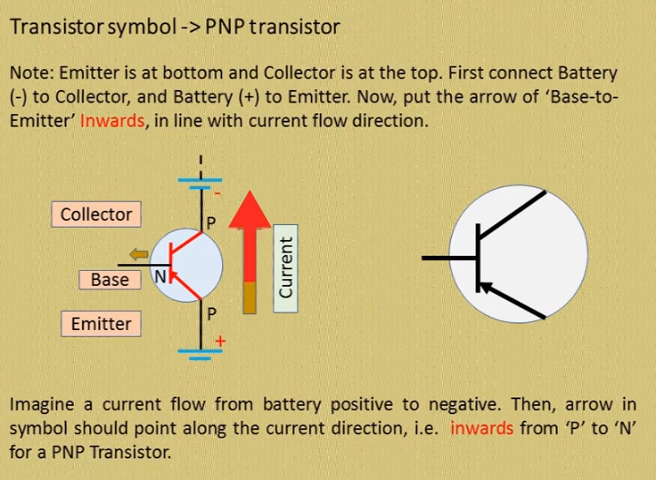 Transistor symbol -> PNP transistor
Note: Emitter is at bottom and Collector is at the top. First connect Battery
(-) to Collector, and Battery (+) to Emitter. Now, put the arrow of ‘Base-to-
Emitter’ Inwards, in line with current flow direction.
-
Collector
P
Current
Base
N
Emitter
P
+
Imagine a current flow from battery positive to negative. Then, arrow in
symbol should point along the current direction, i.e. inwards from ‘P’ to ‘N’
for a PNP Transistor.